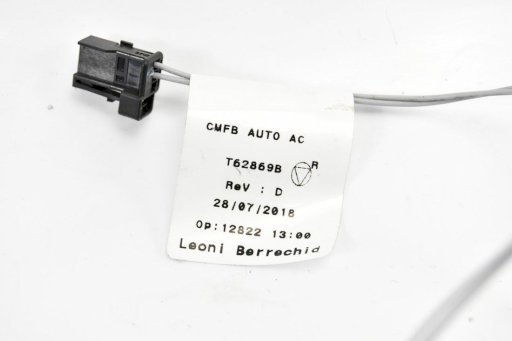 CMFB AUTO AC
T62869B R
Rev : D
28/07/2018
Op:12822 13:00
Leoni Berrechid